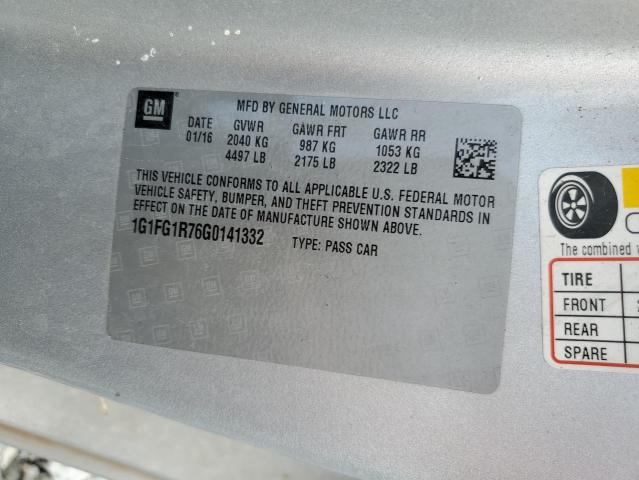 GM
MFD BY GENERAL MOTORS LLC
DATE GVWR GAWR FRT GAWR RR
01/16 2040 KG 987 KG 1053 KG
4497 LB 2175 LB 2322 LB
THIS VEHICLE CONFORMS TO ALL APPLICABLE U.S. FEDERAL MOTOR
VEHICLE SAFETY, BUMPER, AND THEFT PREVENTION STANDARDS IN
EFFECT ON THE DATE OF MANUFACTURE SHOWN ABOVE.
1G1FG1R76G0141332 TYPE: PASS CAR
The combined
TIRE
FRONT
REAR
SPARE